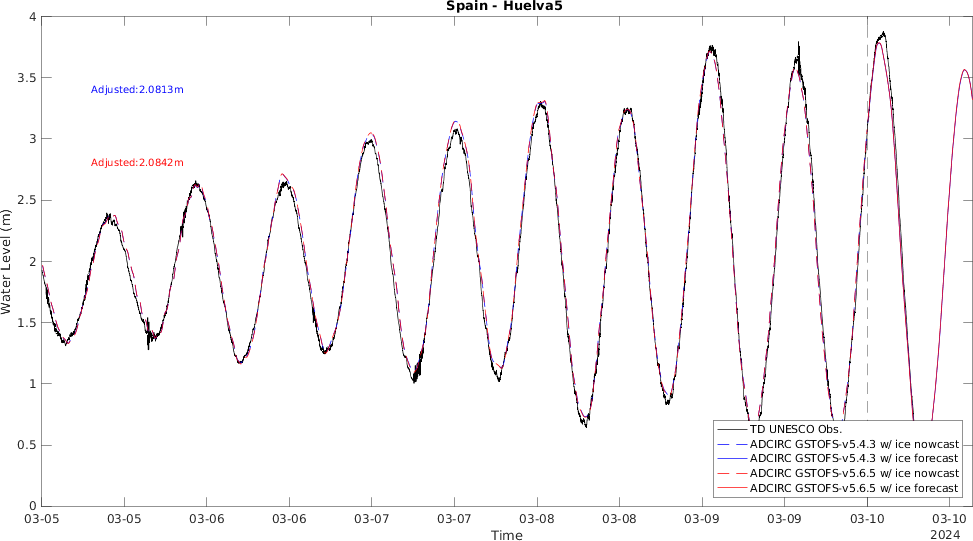 Spain - Huelva5
4
3.5
3
2.5
2
1.5
1
0.5
0
Water Level (m)
Adjusted:2.0813m
Adjusted:2.0842m
TD UNESCO Obs.
ADCIRC GSTOFS-v5.4.3 w/ ice nowcast
ADCIRC GSTOFS-v5.4.3 w/ ice forecast
ADCIRC GSTOFS-v5.6.5 w/ ice nowcast
ADCIRC GSTOFS-v5.6.5 w/ ice forecast
03-05 03-05 03-06 03-06 03-07 03-07 03-08 03-08 03-09 03-09 03-10 03-10
2024
Time